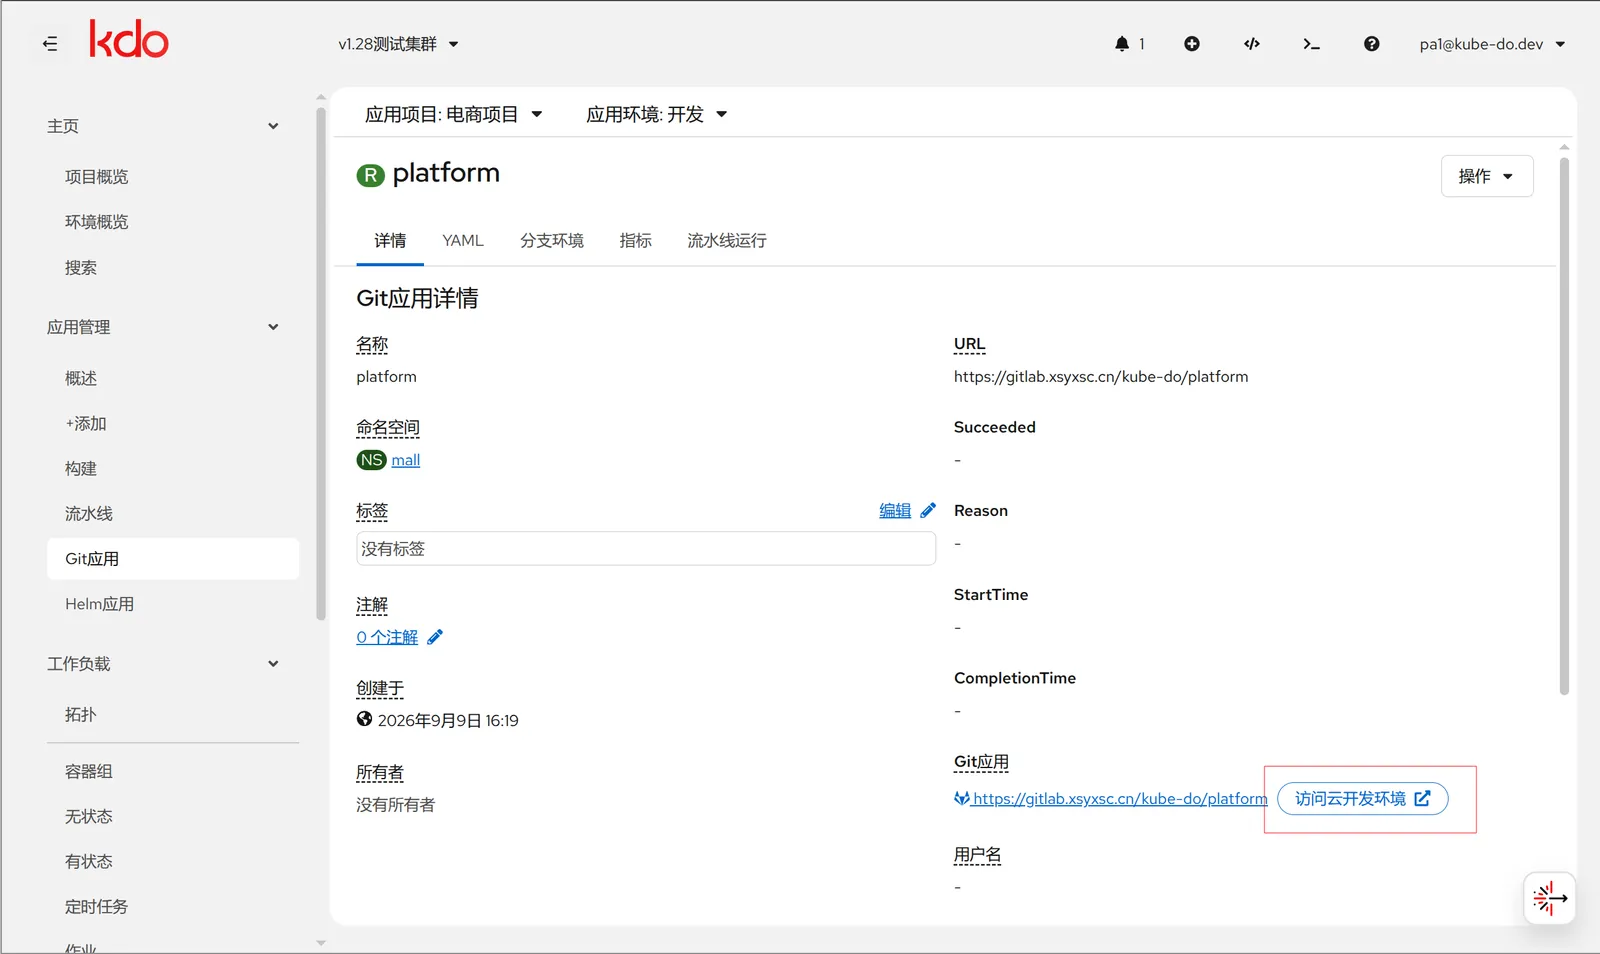 kdo
v1.28测试集群
1
pa1@kube-do.dev
主页
项目概览
环境概览
搜索
应用管理
概述
+添加
构建
流水线
Git应用
Helm应用
工作负载
拓扑
容器组
无状态
有状态
定时任务
作业
应用项目: 电商项目
应用环境: 开发
R platform
操作
详情
YAML
分支环境
指标
流水线运行
Git应用详情
名称
platform
命名空间
NS mall
标签
编辑
没有标签
注解
0 个注解
创建于
2026年9月9日 16:19
所有者
没有所有者
URL
https://gitlab.xsyxsc.cn/kube-do/platform
Succeeded
-
Reason
-
StartTime
-
CompletionTime
-
Git应用
https://gitlab.xsyxsc.cn/kube-do/platform
访问云开发环境
用户名
-